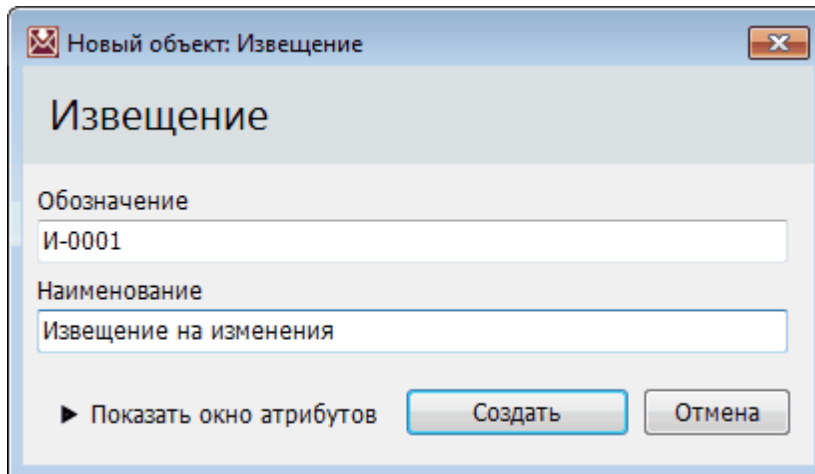 Новый объект: Извещение
Извещение
Обозначение
И-0001
Наименование
Извещение на изменения
Показать окно атрибутов Создать Отмена